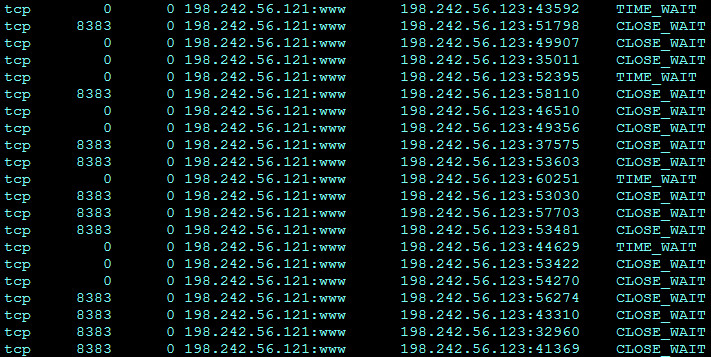 tcp 0 0 198.242.56.121:www 198.242.56.123:43592 TIME_WAIT
tcp 8383 0 198.242.56.121:www 198.242.56.123:51798 CLOSE_WAIT
tcp 0 0 198.242.56.121:www 198.242.56.123:49907 CLOSE_WAIT
tcp 0 0 198.242.56.121:www 198.242.56.123:35011 CLOSE_WAIT
tcp 0 0 198.242.56.121:www 198.242.56.123:52395 TIME_WAIT
tcp 8383 0 198.242.56.121:www 198.242.56.123:58110 CLOSE_WAIT
tcp 0 0 198.242.56.121:www 198.242.56.123:46510 CLOSE_WAIT
tcp 0 0 198.242.56.121:www 198.242.56.123:49356 CLOSE_WAIT
tcp 8383 0 198.242.56.121:www 198.242.56.123:37575 CLOSE_WAIT
tcp 8383 0 198.242.56.121:www 198.242.56.123:53603 CLOSE_WAIT
tcp 0 0 198.242.56.121:www 198.242.56.123:60251 TIME_WAIT
tcp 8383 0 198.242.56.121:www 198.242.56.123:53030 CLOSE_WAIT
tcp 8383 0 198.242.56.121:www 198.242.56.123:57703 CLOSE_WAIT
tcp 8383 0 198.242.56.121:www 198.242.56.123:53481 CLOSE_WAIT
tcp 0 0 198.242.56.121:www 198.242.56.123:44629 TIME_WAIT
tcp 0 0 198.242.56.121:www 198.242.56.123:53422 CLOSE_WAIT
tcp 0 0 198.242.56.121:www 198.242.56.123:54270 CLOSE_WAIT
tcp 8383 0 198.242.56.121:www 198.242.56.123:56274 CLOSE_WAIT
tcp 8383 0 198.242.56.121:www 198.242.56.123:43310 CLOSE_WAIT
tcp 8383 0 198.242.56.121:www 198.242.56.123:32960 CLOSE_WAIT
tcp 8383 0 198.242.56.121:www 198.242.56.123:41369 CLOSE_WAIT